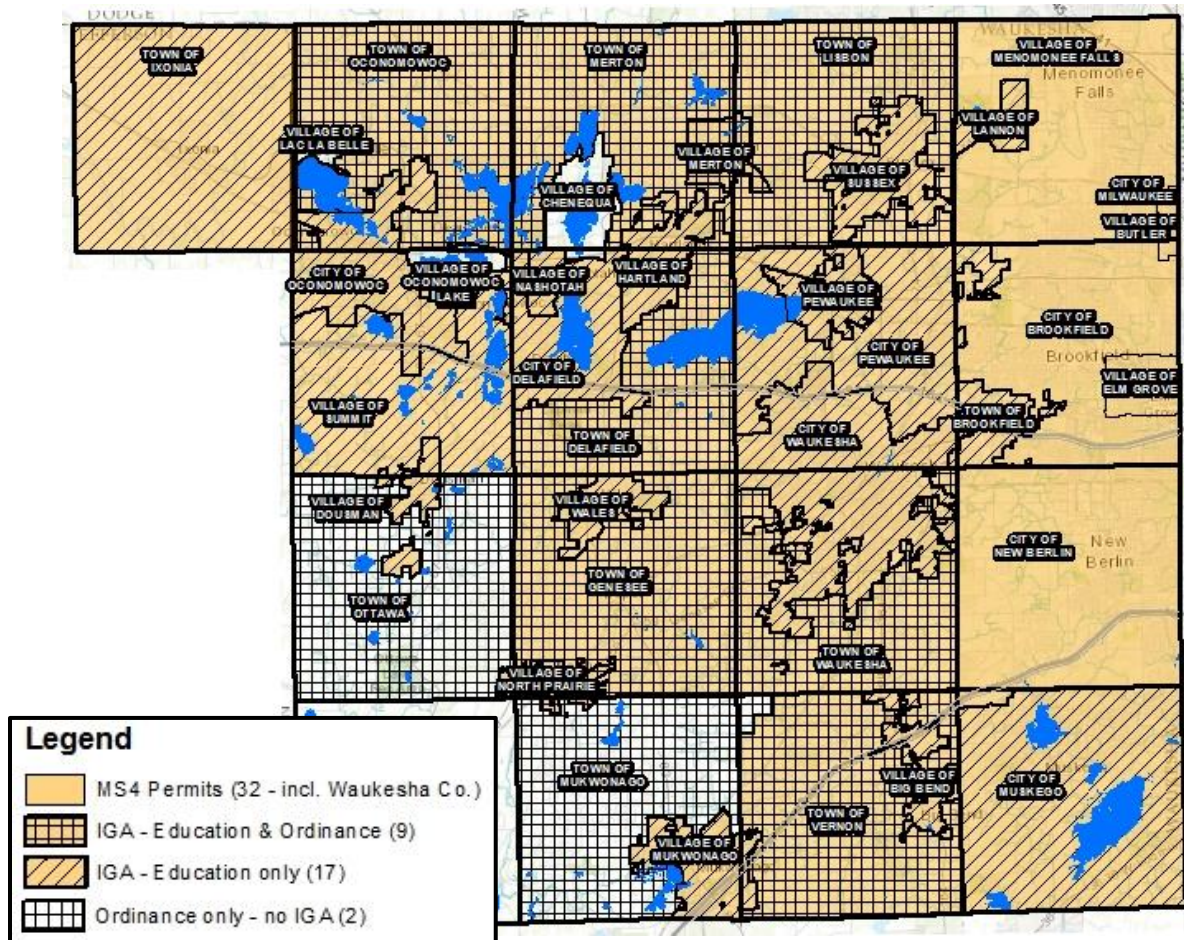 DODGE
JEFFERSON
WAUKESHA
TOWN OF
IXONIA
TOWN OF
OCONOMOWOC
TOWN OF
MERTON
TOWN OF
LISBON
VILLAGE OF
MENOMONEE FALLS
Menomonee
Falls
VILLAGE OF
LAC LA BELLE
Ixonia
VILLAGE OF
MERTON
VILLAGE OF
LANNON
VILLAGE OF
CHENEQUA
VILLAGE OF
SUSSEX
CITY OF
MILWAUKEE
VILLAGE OF
BUTLER
CITY OF
OCONOMOWOC
VILLAGE OF
OCONOMOWOC
LAKE
VILLAGE OF
NASHOTAH
VILLAGE OF
HARTLAND
VILLAGE OF
PEWAUKEE
CITY OF
BROOKFIELD
Brookfield
CITY OF
PEWAUKEE
CITY OF
DELAFIELD
VILLAGE OF
ELM GROVE
VILLAGE OF
SUMMIT
TOWN OF
DELAFIELD
CITY OF
WAUKESHA
TOWN OF
BROOKFIELD
VILLAGE OF
DOUSMAN
VILLAGE OF
WALES
CITY OF
NEW BERLIN
New
Berlin
TOWN OF
OTTAWA
TOWN OF
GENESEE
TOWN OF
WAUKESHA
VILLAGE OF
NORTH PRAIRIE
TOWN OF
MUKWONAGO
VILLAGE OF
BIG BEND
CITY OF
MUSKEGO
TOWN OF
VERNON
VILLAGE OF
MUKWONAGO
Legend
MS4 Permits (32 - incl. Waukesha Co.)
IGA - Education & Ordinance (9)
IGA - Education only (17)
Ordinance only - no IGA (2)